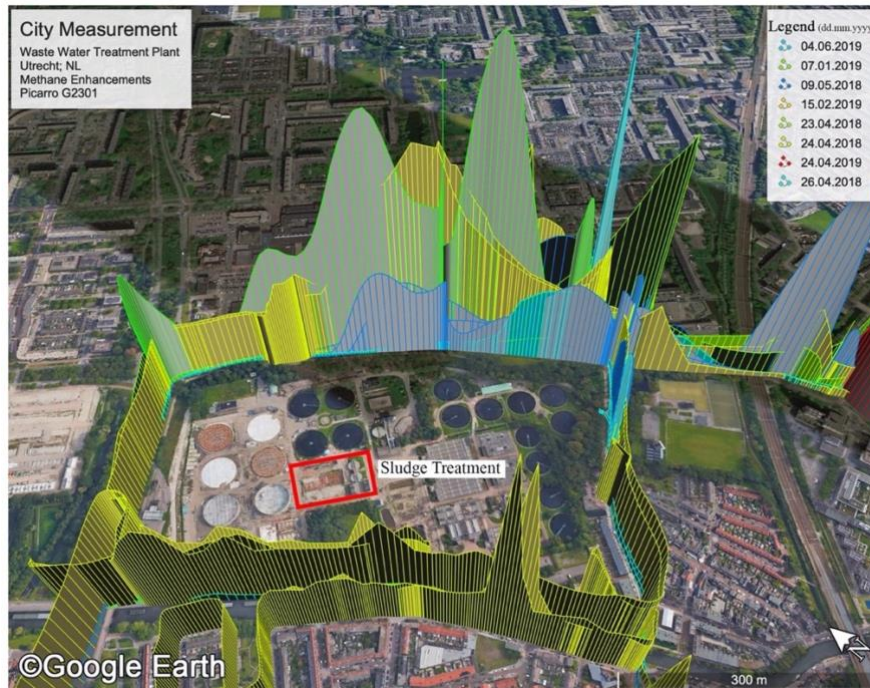 City Measurement
Waste Water Treatment Plant
Utrecht; NL
Methane Enhancements
Picarro G2301
Legend (dd.mm.yyyy
04.06.2019
07.01.2019
09.05.2018
15.02.2019
23.04.2018
24.04.2018
24.04.2019
26.04.2018
Sludge Treatment
N
©Google Earth
300 m